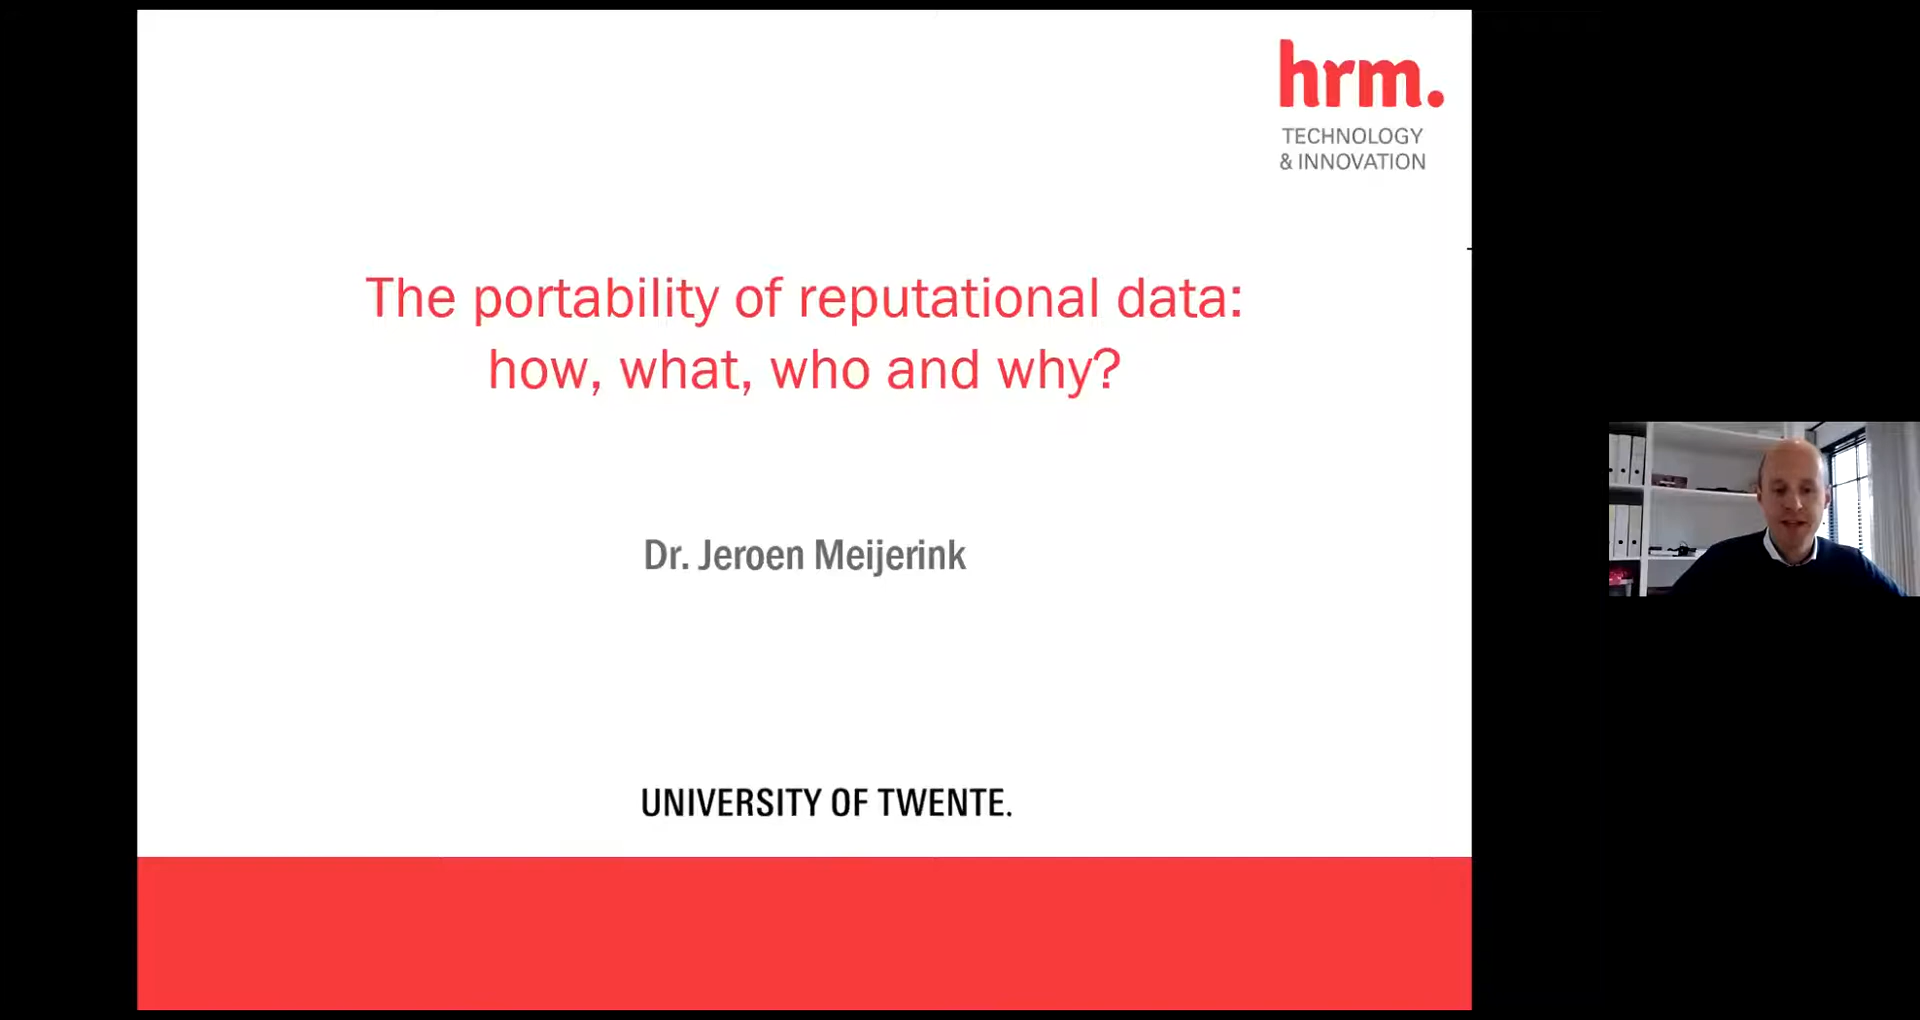 hrm.
TECHNOLOGY
& INNOVATION
The portability of reputational data:
how, what, who and why?
Dr. Jeroen Meijerink
UNIVERSITY OF TWENTE.